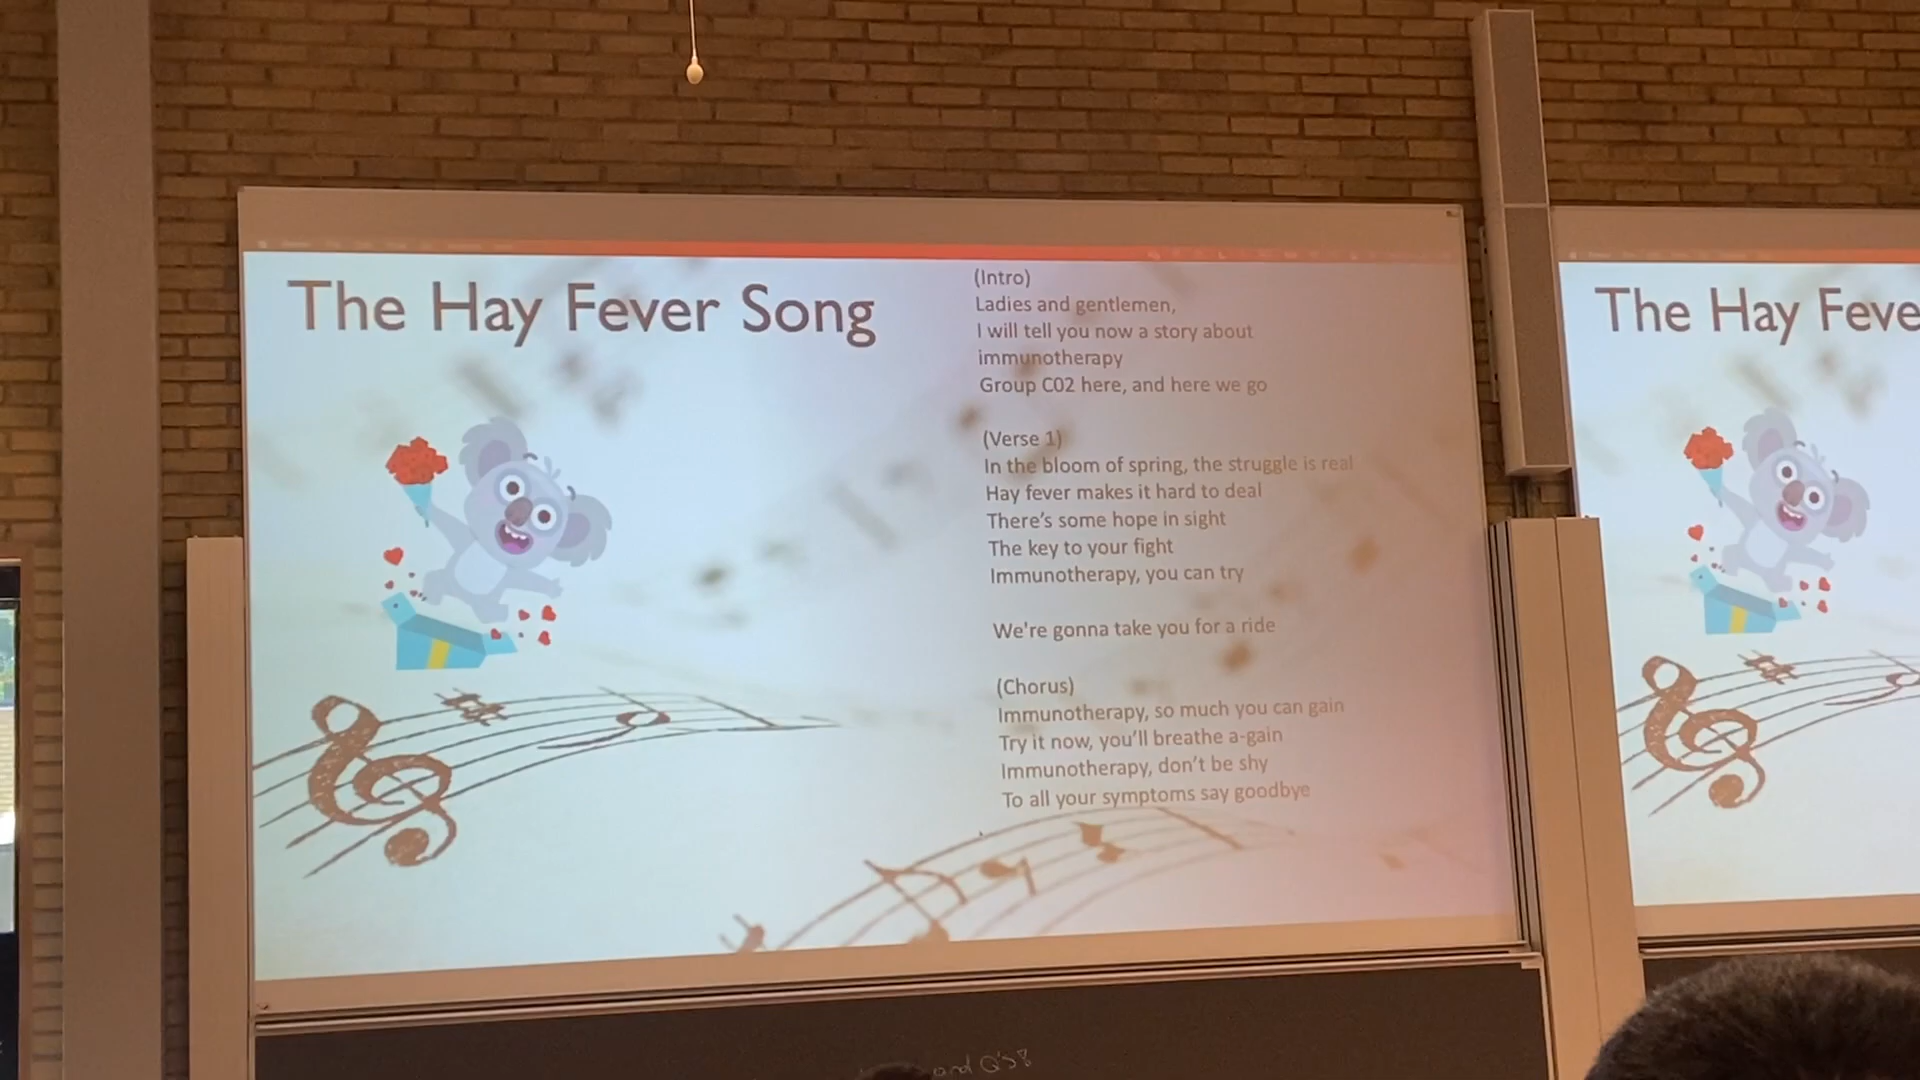 The Hay Fever Song
(Intro)
Ladies and gentlemen,
I will tell you now a story about
immunotherapy
Group C02 here, and here we go
(Verse 1)
In the bloom of spring, the struggle is real
Hay fever makes it hard to deal
There's some hope in sight
The key to your fight
Immunotherapy, you can try
We're gonna take you for a ride
(Chorus)
Immunotherapy, so much you can gain
Try it now, you'll breathe a-gain
Immunotherapy, don't be shy
To all your symptoms say goodbye
The Hay Feve
and Q's?